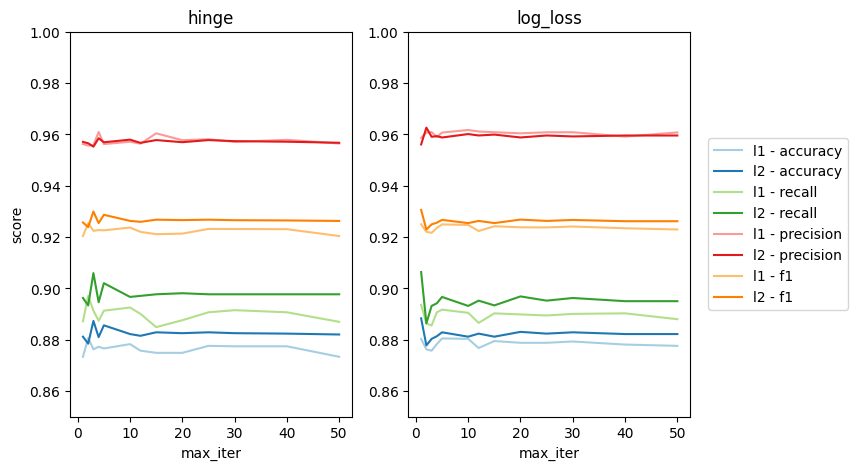 hinge
log_loss
1.00
0.98
0.96
0.94
0.92
0.90
0.88
0.86
score
0
10
20
30
40
50
max_iter
1.00
0.98
0.96
0.94
0.92
0.90
0.88
0.86
0
10
20
30
40
50
max_iter
l1 - accuracy
l2 - accuracy
l1 - recall
l2 - recall
l1 - precision
l2 - precision
l1 - f1
l2 - f1